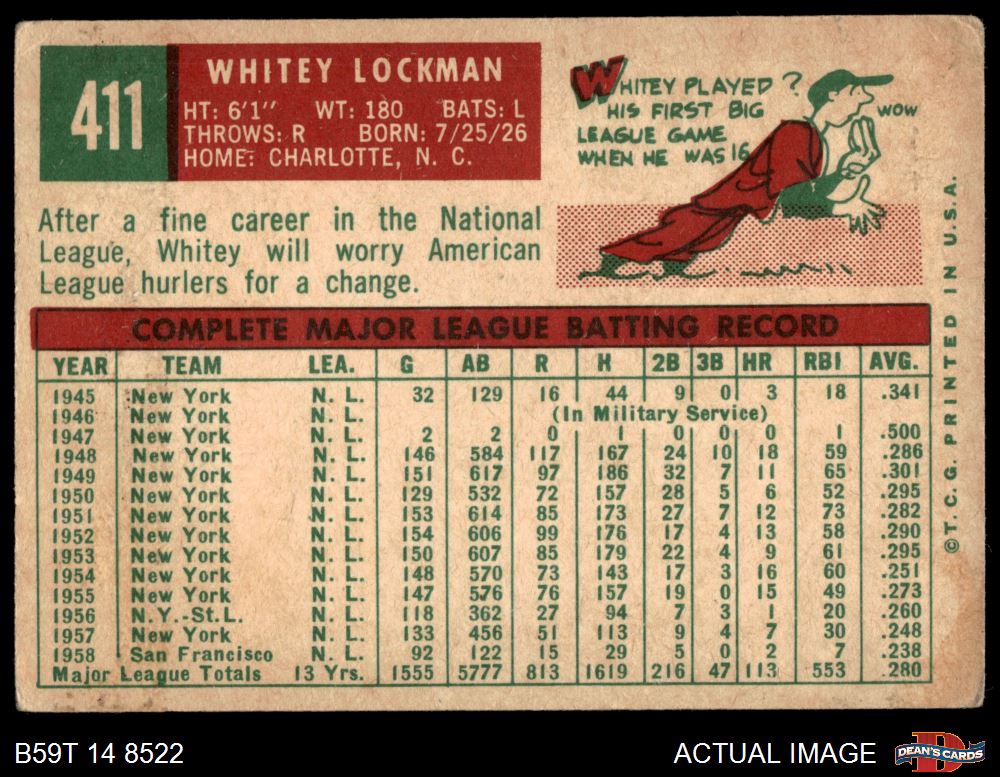 411
WHITEY LOCKMAN
HT: 6'1" WT: 180 BATS: L
THROWS: R BORN: 7/25/26
HOME: CHARLOTTE, N. C.
WHITEY PLAYED ?
HIS FIRST BIG
LEAGUE GAME
WHEN HE WAS 16
WOW
After a fine career in the National
League, Whitey will worry American
League hurlers for a change.
COMPLETE MAJOR LEAGUE BATTING RECORD
YEAR TEAM LEA. G AB R H 2B 3B HR RBI AVG.
1945 New York N. L. 32 129 16 44 9 0 3 18 .341
1946 New York N. L. (In Military Service)
1947 New York N. L. 2 2 0 1 0 0 0 1 .500
1948 New York N. L. 146 584 117 167 24 10 18 59 .286
1949 New York N. L. 151 617 97 186 32 7 11 65 .301
1950 New York N. L. 129 532 72 157 28 5 6 52 .295
1951 New York N. L. 153 614 85 173 27 7 12 73 .282
1952 New York N. L. 154 606 99 176 17 4 13 58 .290
1953 New York N. L. 150 607 85 179 22 4 9 61 .295
1954 New York N. L. 148 570 73 143 17 3 16 60 .251
1955 New York N. L. 147 576 76 157 19 0 15 49 .273
1956 N.Y.-St.L. N. L. 118 362 27 94 7 3 1 20 .260
1957 New York N. L. 133 456 51 113 9 4 7 30 .248
1958 San Francisco N. L. 92 122 15 29 5 0 2 7 .238
Major League Totals 13 Yrs. 1555 5777 813 1619 216 47 113 553 .280
©T. C. G. PRINTED IN U.S.A.
B59T 14 8522
ACTUAL IMAGE
DEAN'S CARDS